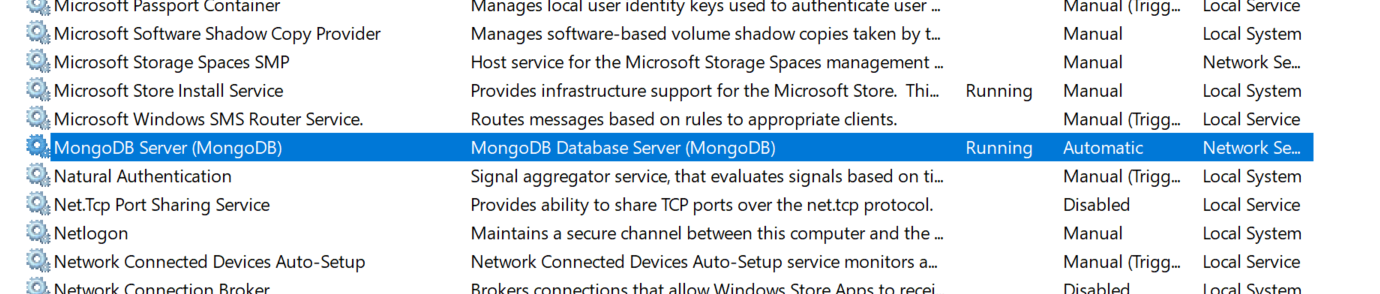 Microsoft Passport Container Manages local user identity keys used to authenticate user ... Manual (Trigg... Local Service
Microsoft Software Shadow Copy Provider Manages software-based volume shadow copies taken by t... Manual Local System
Microsoft Storage Spaces SMP Host service for the Microsoft Storage Spaces management ... Manual Network Se...
Microsoft Store Install Service Provides infrastructure support for the Microsoft Store. Thi... Running Manual Local System
Microsoft Windows SMS Router Service. Routes messages based on rules to appropriate clients. Manual (Trigg... Local Service
MongoDB Server (MongoDB) MongoDB Database Server (MongoDB) Running Automatic Network Se...
Natural Authentication Signal aggregator service, that evaluates signals based on ti... Manual (Trigg... Local System
Net.Tcp Port Sharing Service Provides ability to share TCP ports over the net.tcp protocol. Disabled Local Service
Netlogon Maintains a secure channel between this computer and the ... Manual Local System
Network Connected Devices Auto-Setup Network Connected Devices Auto-Setup service monitors a... Manual (Trigg... Local Service
Network Connection Broker Brokers connections that allow Windows Store Apps to recei Disabled Local System